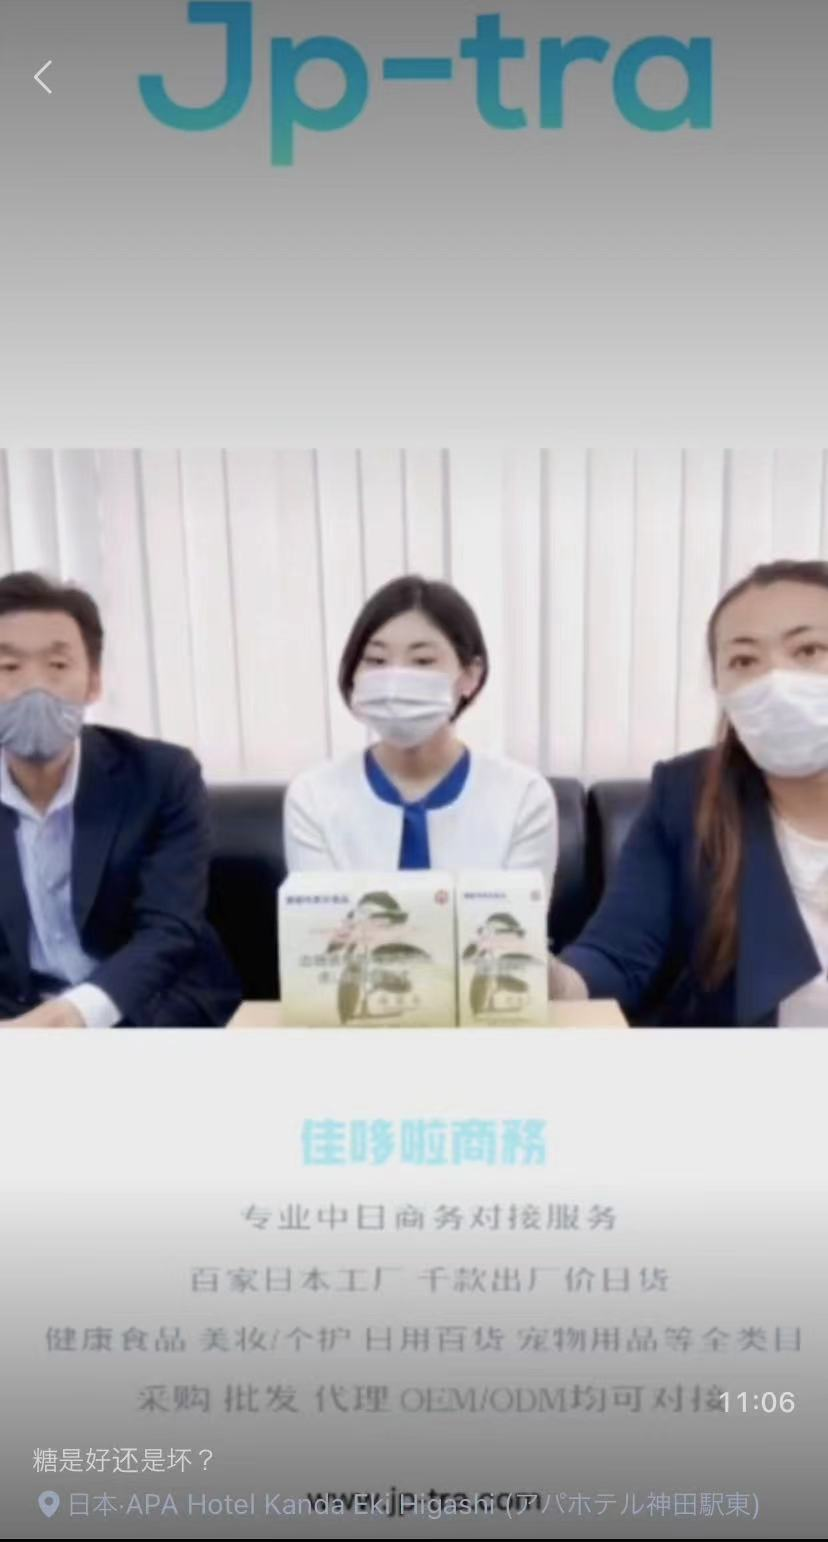 Jp-tra
佳哆啦商務
专业中日商务对接服务
百家日本工厂 千款出厂价日货
健康食品 美妆/个护 日用百货 宠物用品等全类目
采购 批发 代理 OEM/ODM均可对接
11:06
糖是好还是坏？
日本·APA Hotel Kanda Eki Higashi (アパホテル神田駅東)
www.jp-tra.com